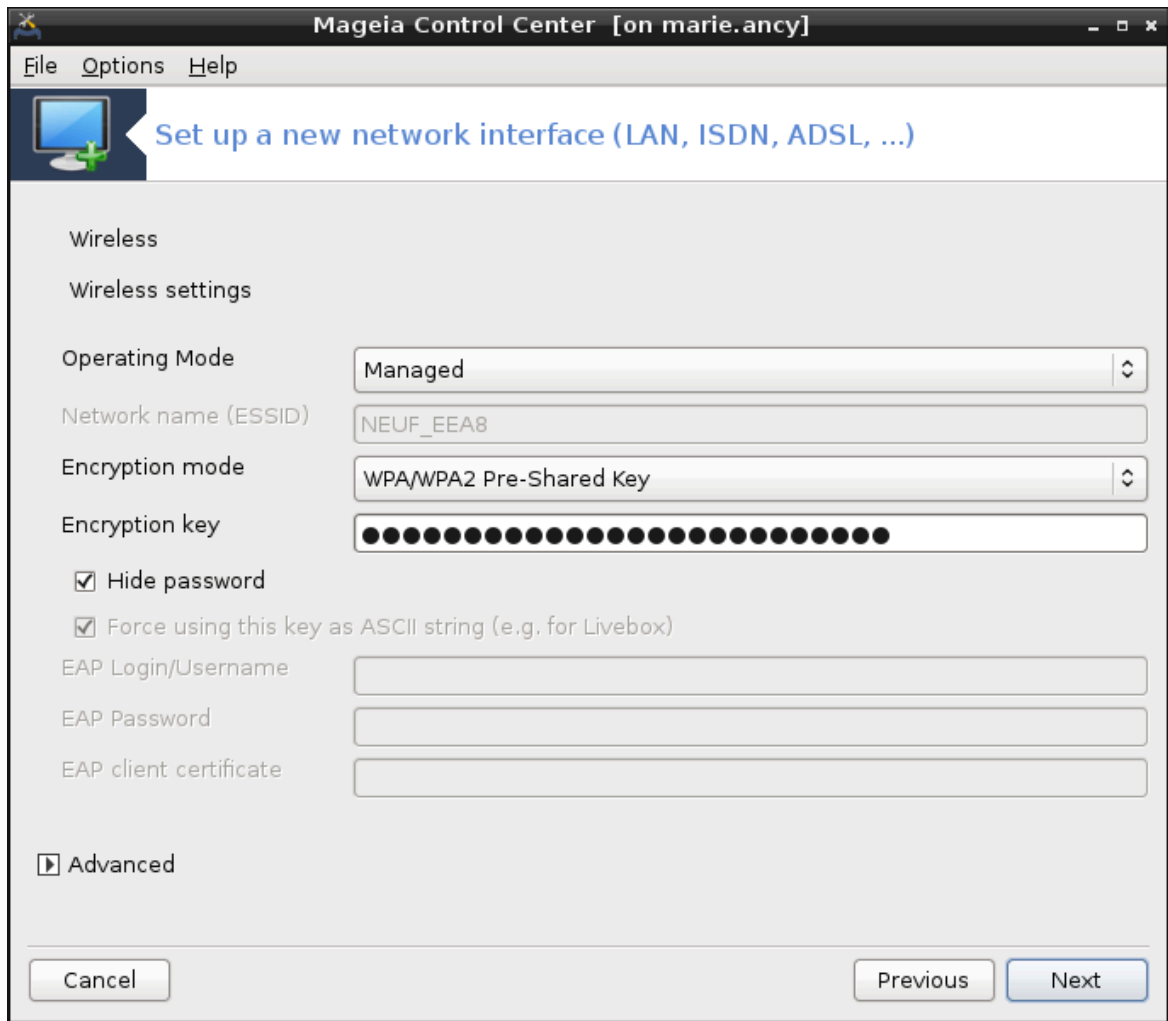 Mageia Control Center [on marie.ancy]
File Options Help
Set up a new network interface (LAN, ISDN, ADSL, ...)
Wireless
Wireless settings
Operating Mode Managed
Network name (ESSID) NEUF_EEA8
Encryption mode WPA/WPA2 Pre-Shared Key
Encryption key ●●●●●●●●●●●●●●●●●●●●●●●●●●
Hide password
Force using this key as ASCII string (e.g. for Livebox)
EAP Login/Username
EAP Password
EAP client certificate
Advanced
Cancel Previous Next